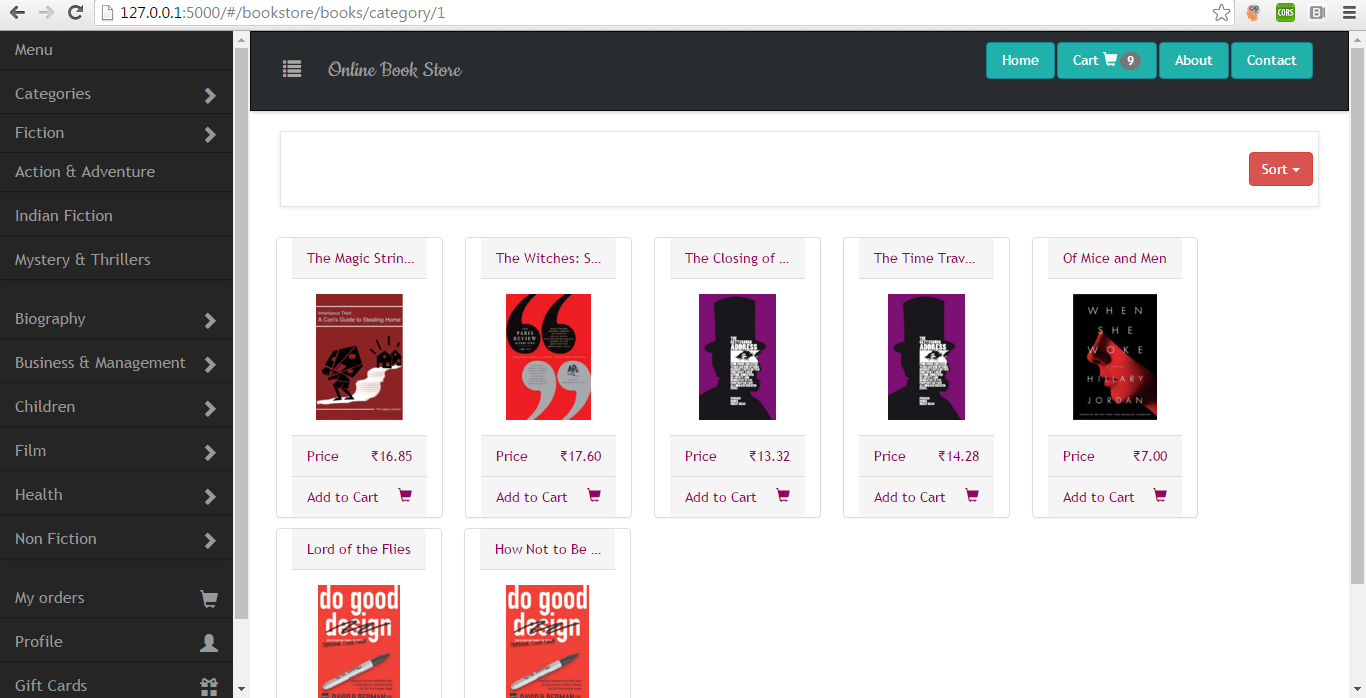 127.0.0.1:5000/#/bookstore/books/category/1
CORS
B
Menu
Categories
Fiction
Action & Adventure
Indian Fiction
Mystery & Thrillers
Biography
Business & Management
Children
Film
Health
Non Fiction
My orders
Profile
Gift Cards
Online Book Store
Home
Cart 9
About
Contact
Sort
The Magic Strin...
The Witches: S...
The Closing of ...
The Time Trav...
Of Mice and Men
Inheritance Theft
A Con's Guide to Stealing Home
THE
PARIS
REVIEW
THE
GETTYSBURG
ADDRESS
THE
GETTYSBURG
ADDRESS
WHEN
SHE
WOKE
HILLARY
JORDAN
Price ₹16.85
Price ₹17.60
Price ₹13.32
Price ₹14.28
Price ₹7.00
Add to Cart
Add to Cart
Add to Cart
Add to Cart
Add to Cart
Lord of the Flies
How Not to Be ...
do good
design
do good
design